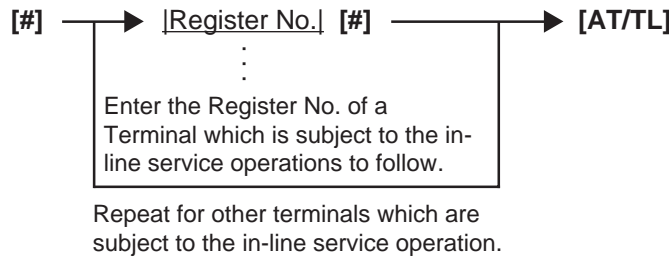 [#] |Register No.| [#] [AT/TL]
.
.
.
Enter the Register No. of a
Terminal which is subject to the in-
line service operations to follow.
Repeat for other terminals which are
subject to the in-line service operation.